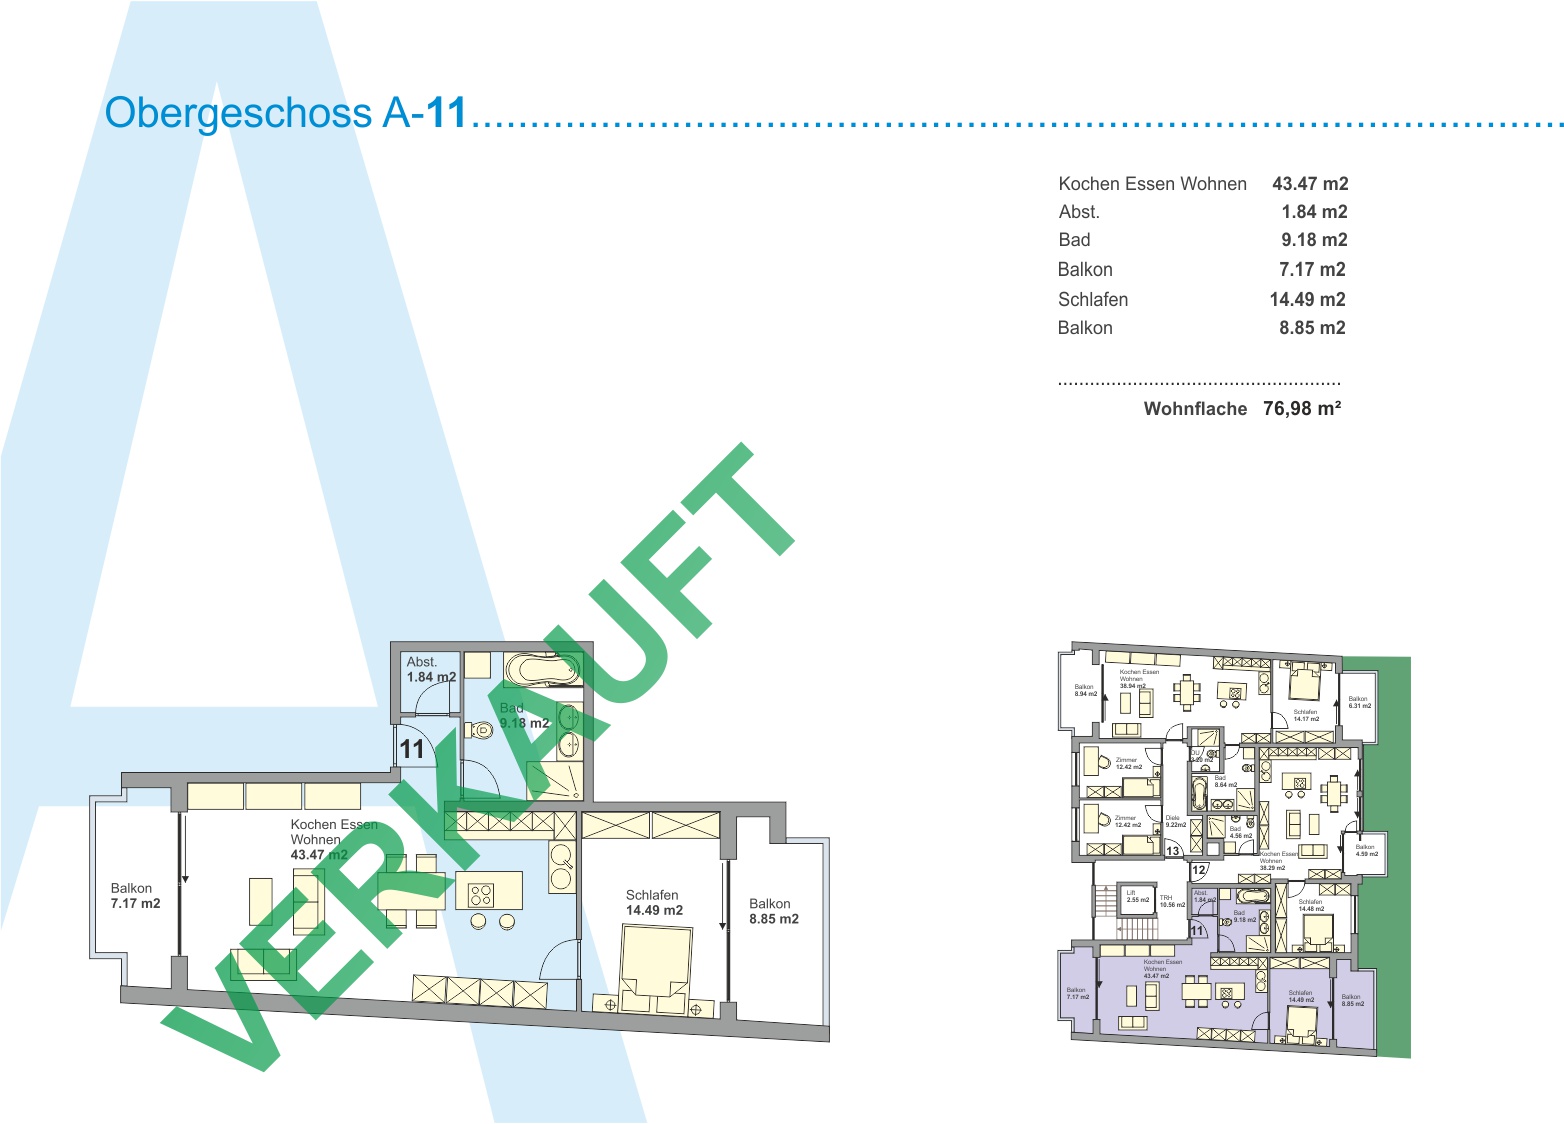 Obergeschoss A-11
Kochen Essen Wohnen 43.47 m2
Abst. 1.84 m2
Bad 9.18 m2
Balkon 7.17 m2
Schlafen 14.49 m2
Balkon 8.85 m2
Wohnflache 76,98 m²
VERKAUFT
Abst.
1.84 m2
Bad
9.18 m2
11
Kochen Essen
Wohnen
43.47 m2
Balkon
7.17 m2
Schlafen
14.49 m2
Balkon
8.85 m2
Kochen Essen
Wohnen
38.94 m2
Balkon
8.94 m2
Schlafen
14.17 m2
Balkon
6.31 m2
Zimmer
12.42 m2
DU
3.20 m2
Bad
8.64 m2
Zimmer
12.42 m2
Diele
9.22m2
Bad
4.56 m2
13
Kochen Essen
Wohnen
38.29 m2
Balkon
4.59 m2
12
Lift
2.55 m2
TRH
10.56 m2
Abst.
1.84 m2
Bad
9.18 m2
11
Schlafen
14.48 m2
Kochen Essen
Wohnen
43.47 m2
Balkon
7.17 m2
Schlafen
14.49 m2
Balkon
8.85 m2